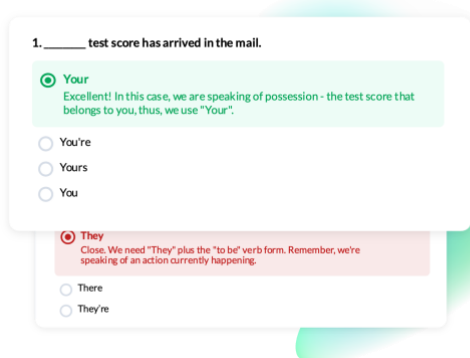 1.________ test score has arrived in the mail.
Your
Excellent! In this case, we are speaking of possession - the test score that
belongs to you, thus, we use "Your".
You're
Yours
You
They
Close. We need "They" plus the "to be" verb form. Remember, we're
speaking of an action currently happening.
There
They're